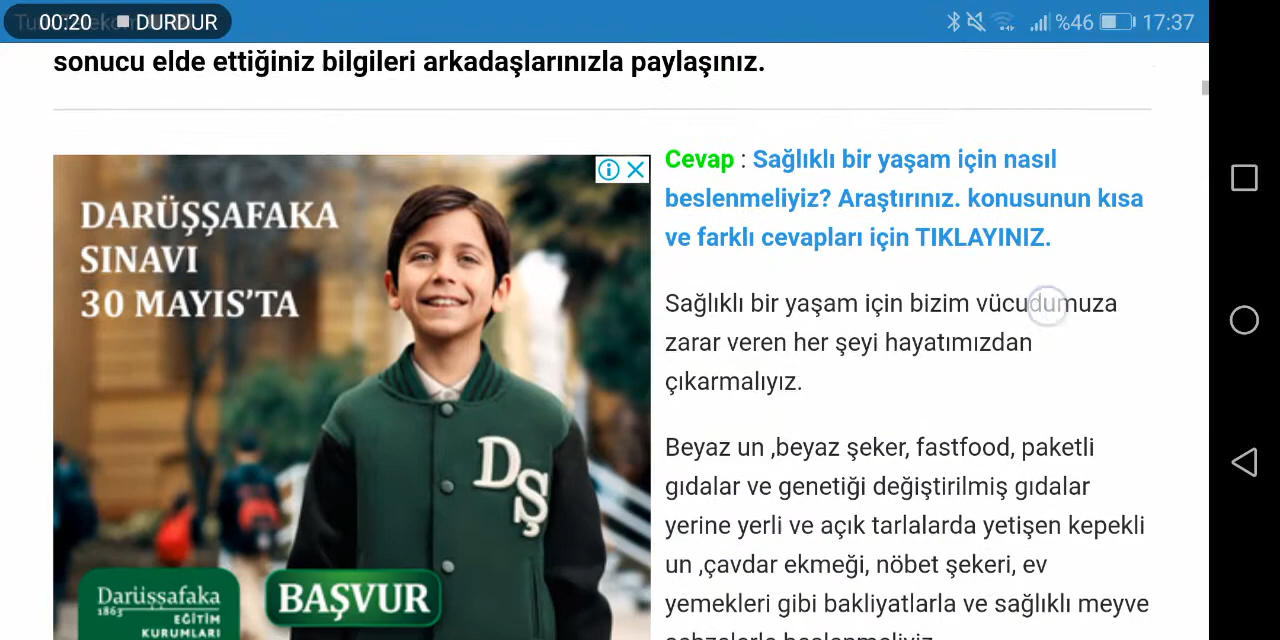 00:20 DURDUR
%46 17:37
sonucu elde ettiğiniz bilgileri arkadaşlarınızla paylaşınız.
DARÜŞŞAFAKA
SINAVI
30 MAYIS'TA
DŞ
Darüşşafaka
1863
EĞİTİM
KURUMLARI
BAŞVUR
Cevap : Sağlıklı bir yaşam için nasıl
beslenmeliyiz? Araştırınız. konusunun kısa
ve farklı cevapları için TIKLAYINIZ.
Sağlıklı bir yaşam için bizim vücudumuza
zarar veren her şeyi hayatımızdan
çıkarmalıyız.
Beyaz un ,beyaz şeker, fastfood, paketli
gıdalar ve genetiği değiştirilmiş gıdalar
yerine yerli ve açık tarlalarda yetişen kepekli
un ,çavdar ekmeği, nöbet şekeri, ev
yemekleri gibi bakliyatlarla ve sağlıklı meyve